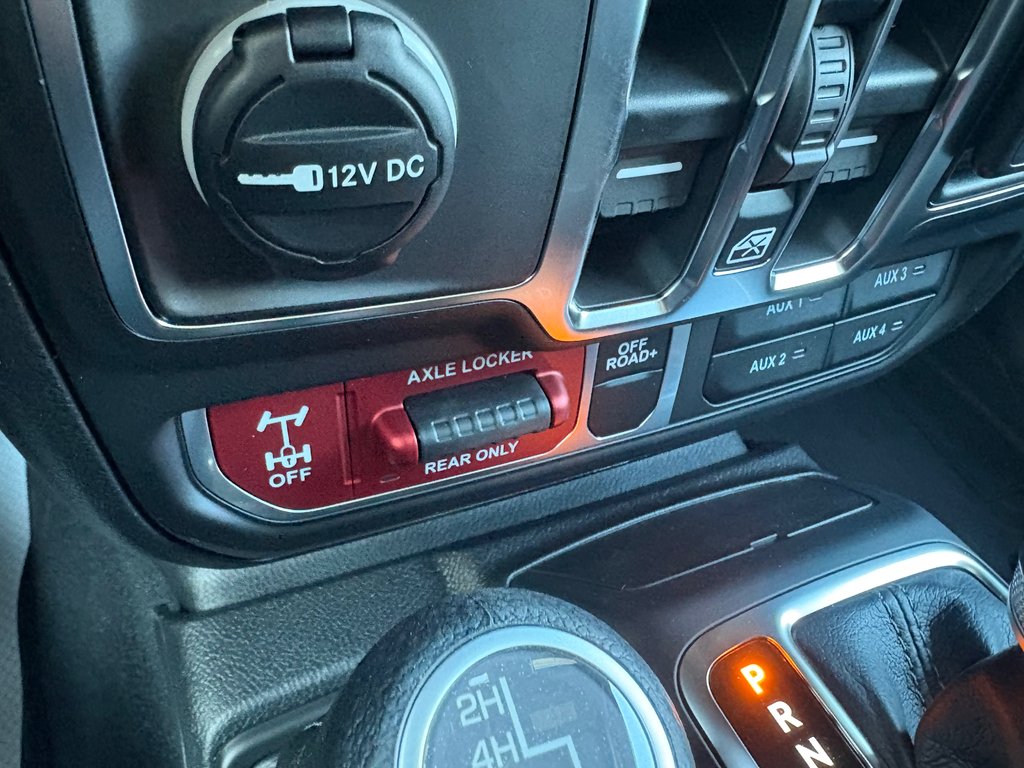 12V DC
AXLE LOCKER
OFF
REAR ONLY
OFF
ROAD+
AUX 1
AUX 2
AUX 3
AUX 4
2H
4H
P
R
N